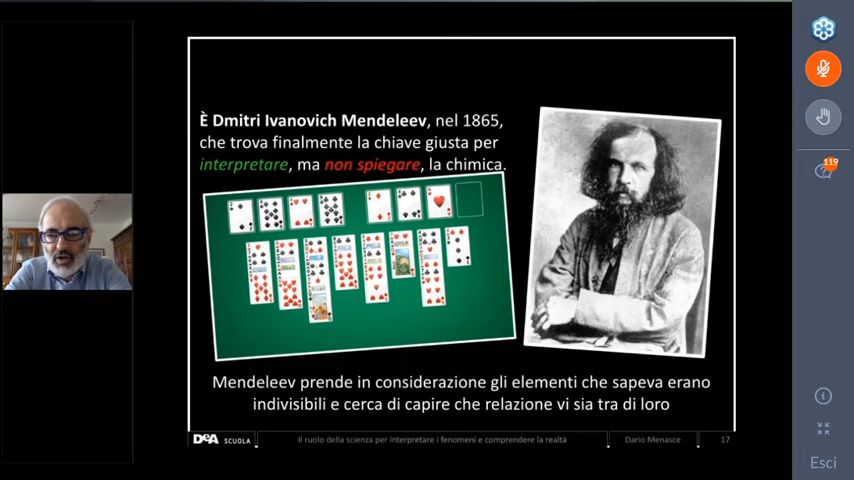 È Dmitri Ivanovich Mendeleev, nel 1865,
che trova finalmente la chiave giusta per
interpretare, ma non spiegare, la chimica.
Mendeleev prende in considerazione gli elementi che sapeva erano
indivisibili e cerca di capire che relazione vi sia tra di loro
DeA SCUOLA
Il ruolo della scienza per interpretare i fenomeni e comprendere la realtà
Dario Menasce
17
119
Esci